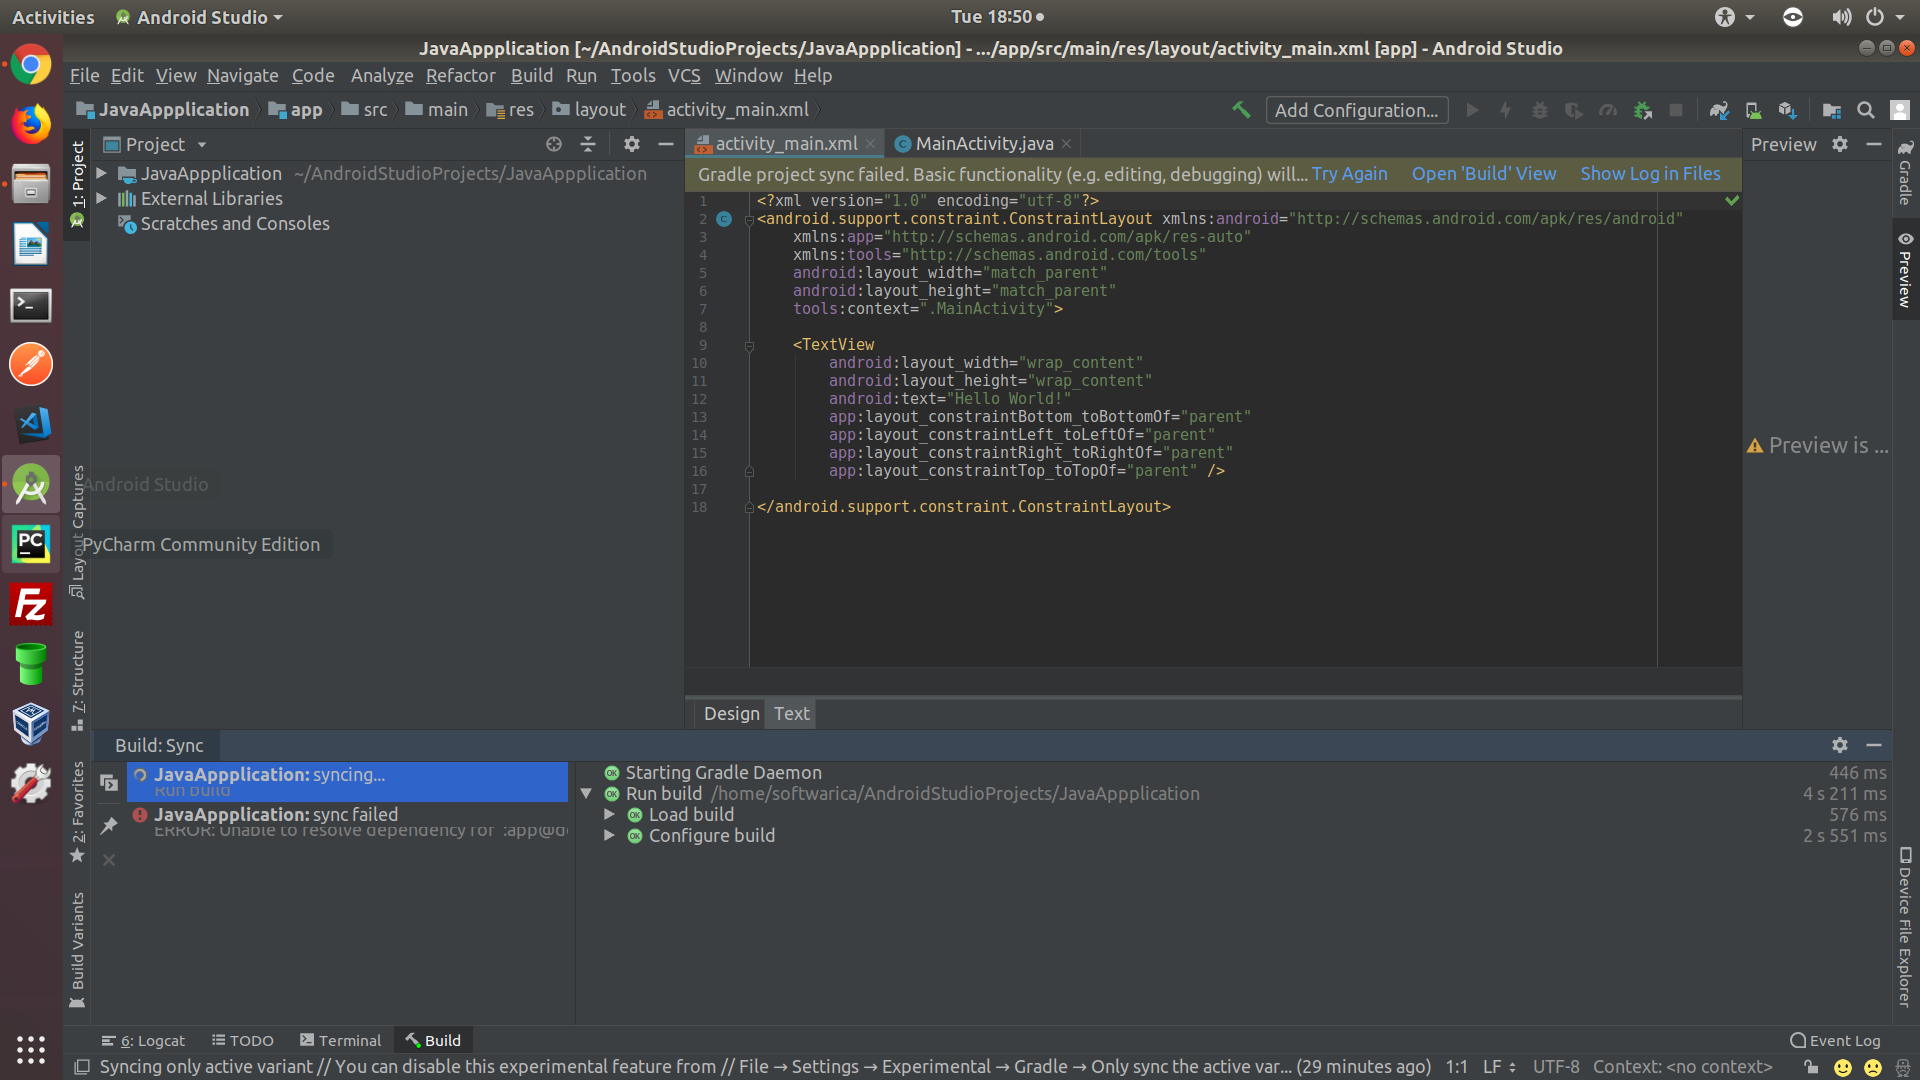 Activities Android Studio Tue 18:50
JavaAppplication [~/AndroidStudioProjects/JavaAppplication] - .../app/src/main/res/layout/activity_main.xml [app] - Android Studio
File Edit View Navigate Code Analyze Refactor Build Run Tools VCS Window Help
JavaAppplication app src main res layout activity_main.xml Add Configuration...
1: Project
Layout Captures
7: Structure
2: Favorites
Build Variants
Project
JavaAppplication ~/AndroidStudioProjects/JavaAppplication
External Libraries
Scratches and Consoles
Android Studio
PyCharm Community Edition
activity_main.xml MainActivity.java
Gradle project sync failed. Basic functionality (e.g. editing, debugging) will... Try Again Open 'Build' View Show Log in Files
1 <?xml version="1.0" encoding="utf-8"?>
2 <android.support.constraint.ConstraintLayout xmlns:android="http://schemas.android.com/apk/res/android"
3 xmlns:app="http://schemas.android.com/apk/res-auto"
4 xmlns:tools="http://schemas.android.com/tools"
5 android:layout_width="match_parent"
6 android:layout_height="match_parent"
7 tools:context=".MainActivity">
8
9 <TextView
10 android:layout_width="wrap_content"
11 android:layout_height="wrap_content"
12 android:text="Hello World!"
13 app:layout_constraintBottom_toBottomOf="parent"
14 app:layout_constraintLeft_toLeftOf="parent"
15 app:layout_constraintRight_toRightOf="parent"
16 app:layout_constraintTop_toTopOf="parent" />
17
18 </android.support.constraint.ConstraintLayout>
Design Text
Preview
Preview is ...
Gradle
Preview
Device File Explorer
Build: Sync
JavaAppplication: syncing...
Run build
JavaAppplication: sync failed
ERROR: Unable to resolve dependency for ':app@d
Starting Gradle Daemon 446 ms
Run build /home/softwarica/AndroidStudioProjects/JavaAppplication 4 s 211 ms
Load build 576 ms
Configure build 2 s 551 ms
6: Logcat TODO Terminal Build Event Log
Syncing only active variant // You can disable this experimental feature from // File → Settings → Experimental → Gradle → Only sync the active var... (29 minutes ago) 1:1 LF UTF-8 Context: <no context>